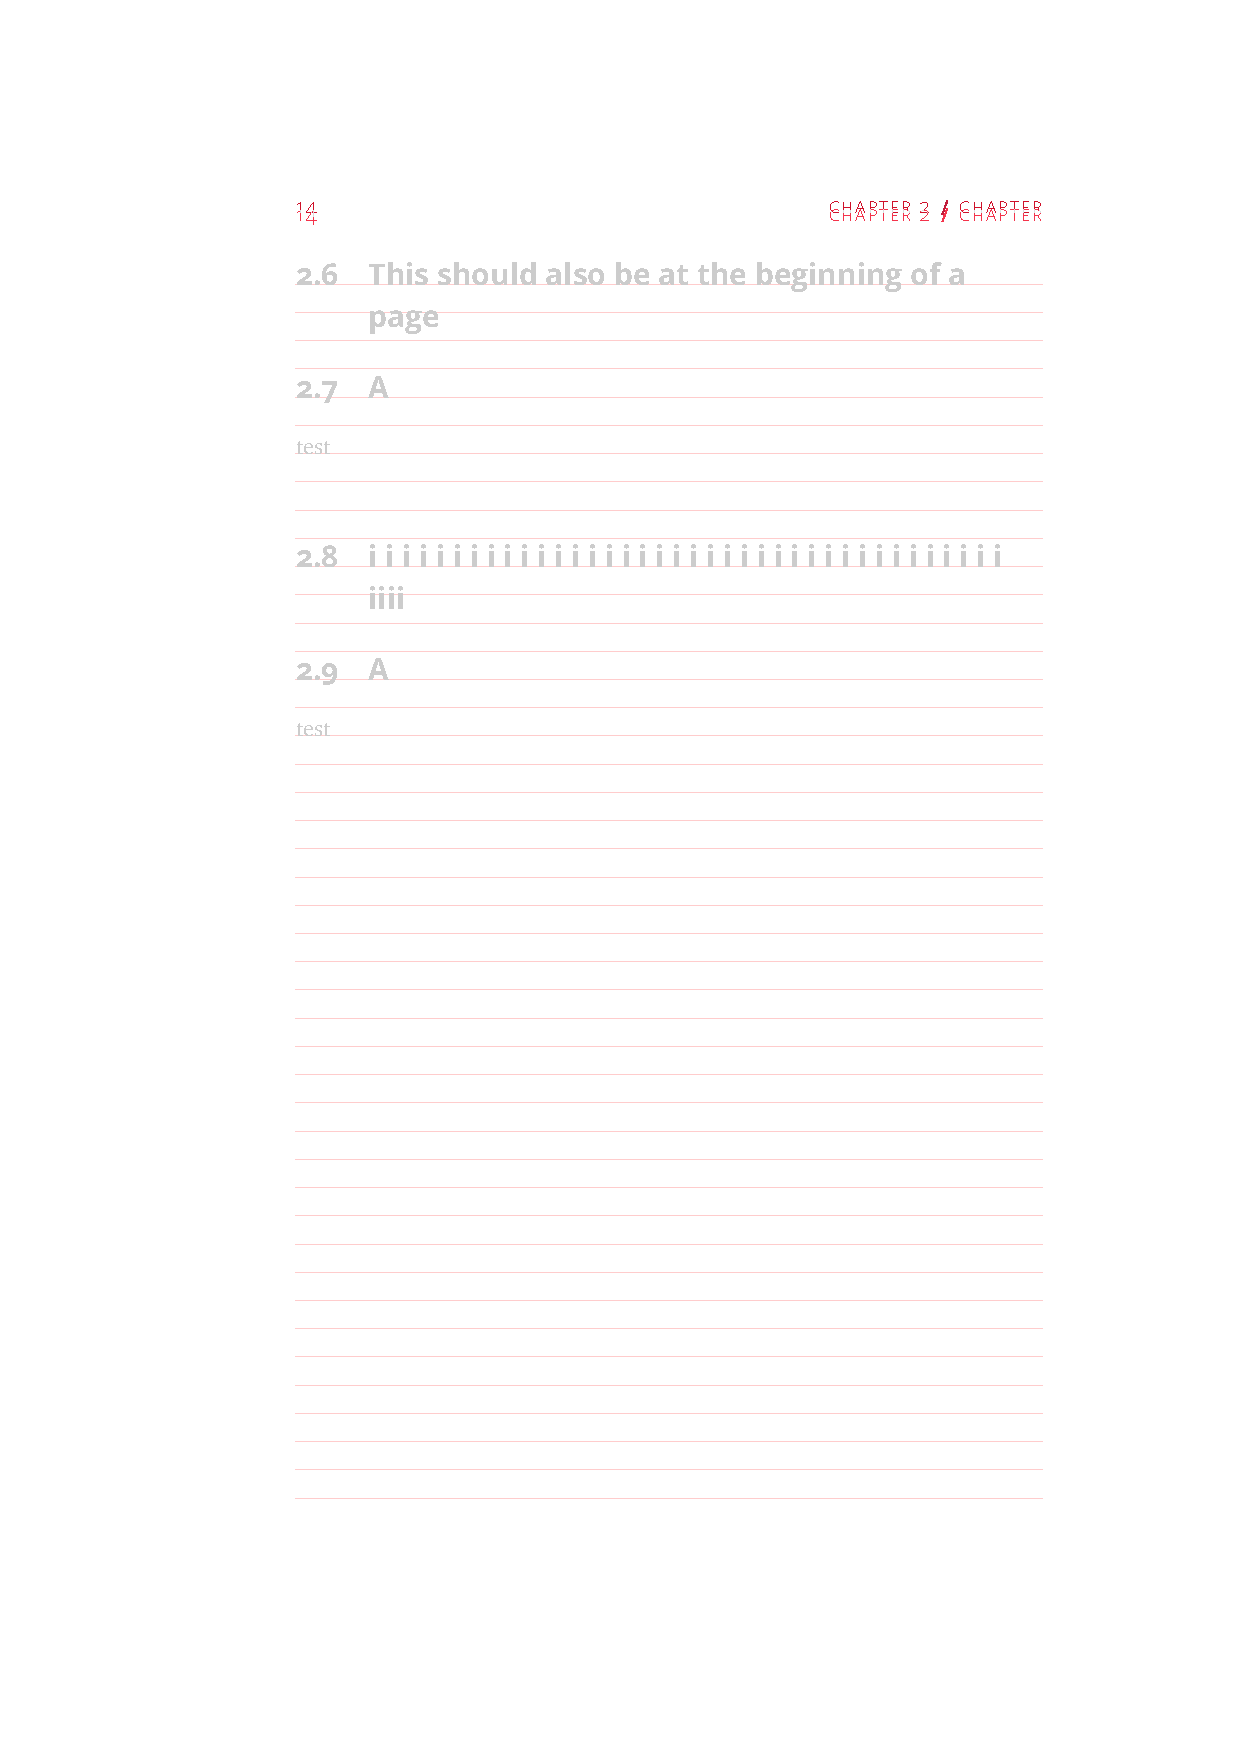 14 CHAPTER 2 / CHAPTER
2.6 This should also be at the beginning of a
page
2.7 A
test
2.8 i i i i i i i i i i i i i i i i i i i i i i i i i i i i i i i i i i i i i i
iiii
2.9 A
test